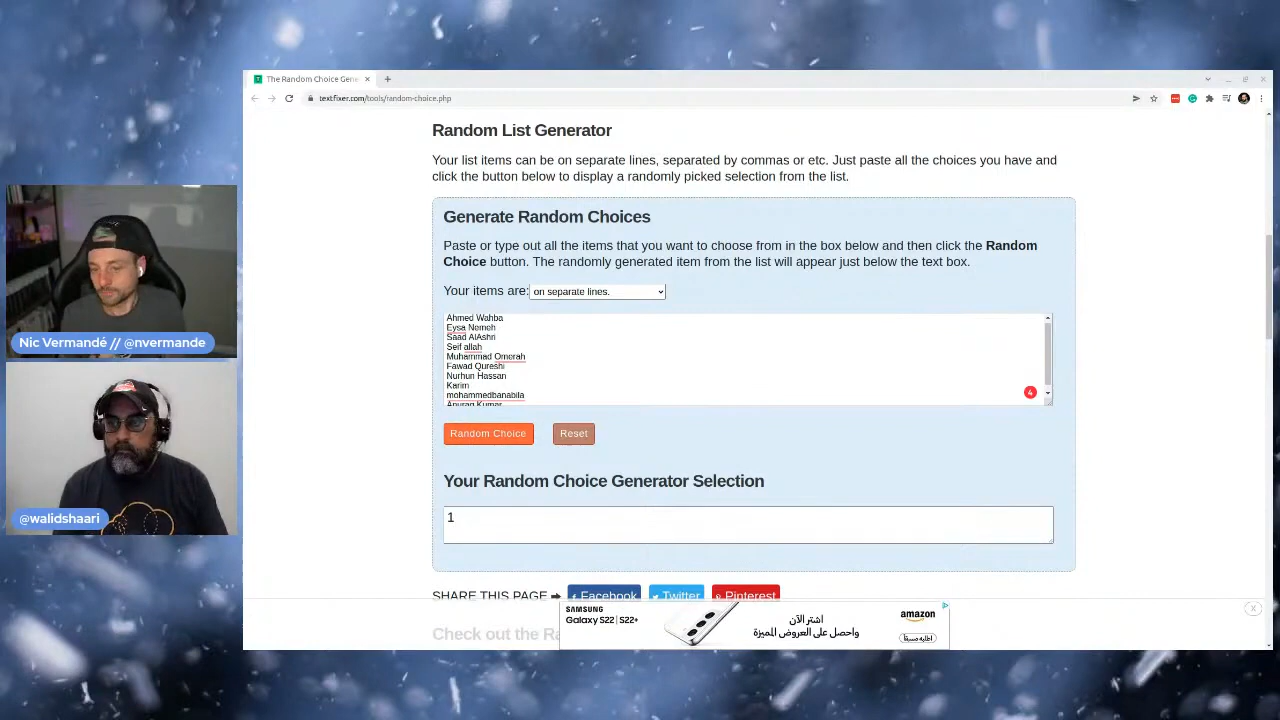 The Random Choice Gene
textfixer.com/tools/random-choice.php
Random List Generator
Your list items can be on separate lines, separated by commas or etc. Just paste all the choices you have and
click the button below to display a randomly picked selection from the list.
Generate Random Choices
Paste or type out all the items that you want to choose from in the box below and then click the Random
Choice button. The randomly generated item from the list will appear just below the text box.
Your items are: on separate lines.
Ahmed Wahba
Eysa Nemeh
Saad AlAshri
Seif allah
Muhammad Omerah
Fawad Qureshi
Nurhun Hassan
Karim
mohammedbanabila
Anurag Kumar
4
Random Choice Reset
Your Random Choice Generator Selection
1
SHARE THIS PAGE Facebook Twitter Pinterest
Check out the Ra
SAMSUNG
Galaxy S22 | S22+
اشترِ الآن
واحصل على العروض المميزة
amazon
اطلبه مسبقًا
X
Nic Vermandé // @nvermande
@walidshaari